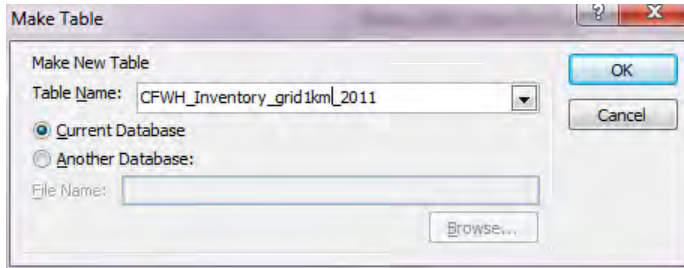 Make Table
?
X
Make New Table
OK
Table Name: CFWH_Inventory_grid1km_2011
Cancel
Current Database
Another Database:
File Name:
Browse...